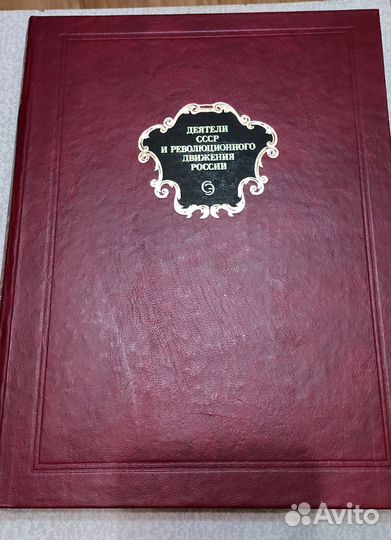 ДЕЯТЕЛИ
СССР
И РЕВОЛЮЦИОННОГО
ДВИЖЕНИЯ
РОССИИ
Avito